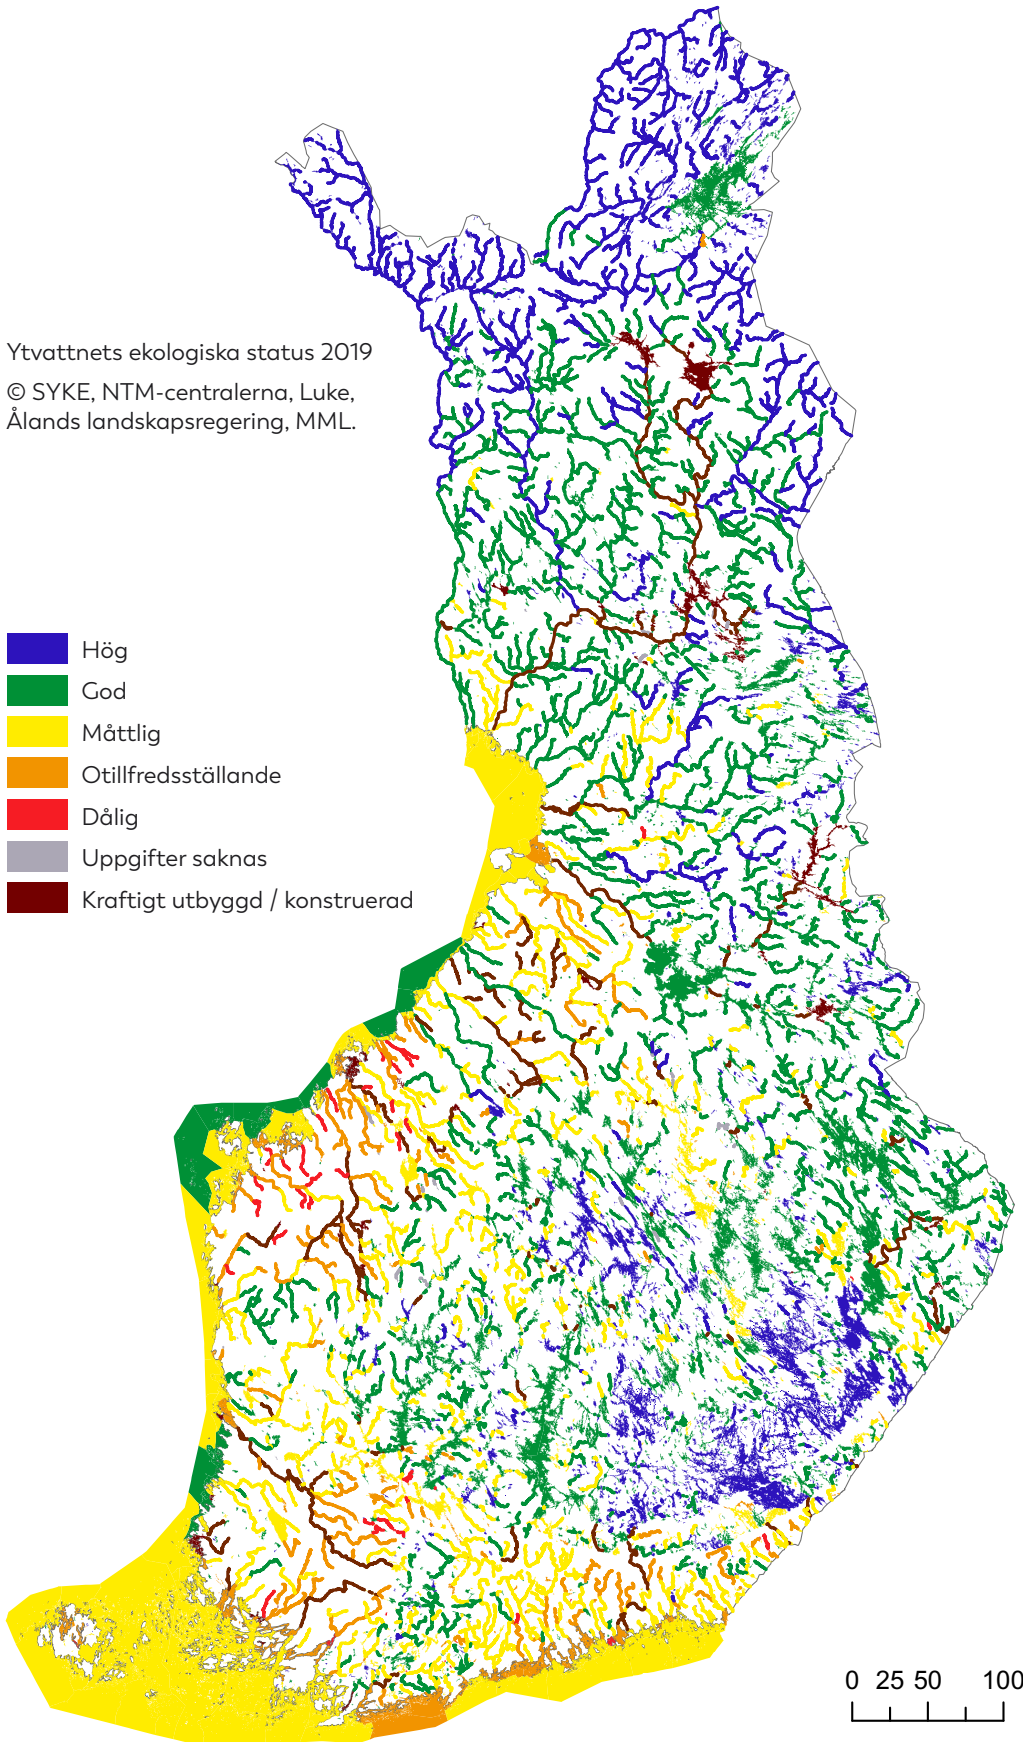 Ytvattnets ekologiska status 2019
© SYKE, NTM-centralerna, Luke,
Ålands landskapsregering, MML.
Hög
God
Måttlig
Otillfredsställande
Dålig
Uppgifter saknas
Kraftigt utbyggd / konstruerad
0 25 50 100